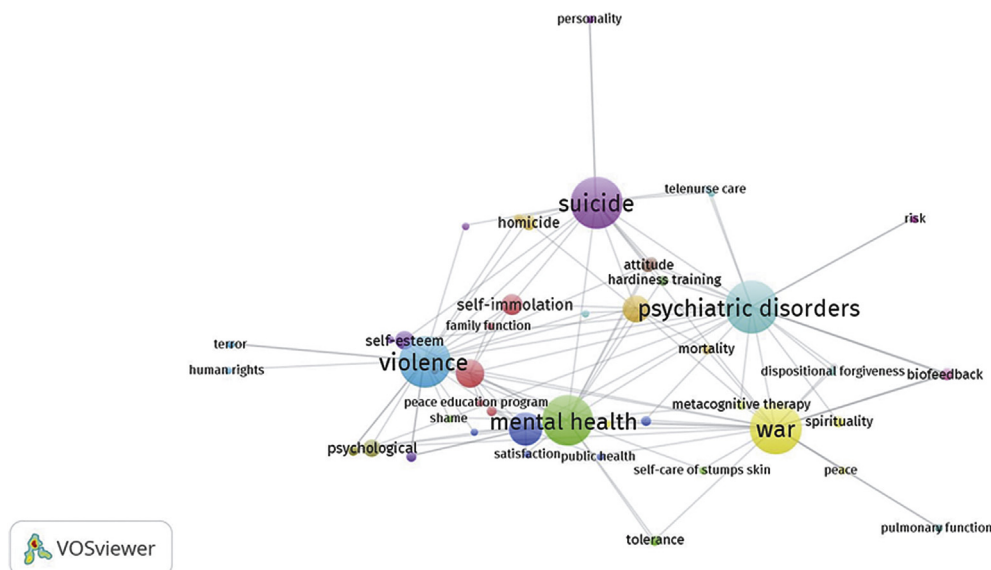 personality
telenurse care
suicide
homicide
risk
attitude
hardiness training
self-immolation
psychiatric disorders
family function
self-esteem
terror
mortality
violence
human rights
dispositional forgiveness
biofeedback
peace education program
metacognitive therapy
shame
mental health
war
spirituality
psychological
satisfaction
public health
self-care of stumps skin
peace
pulmonary function
tolerance
VOSviewer